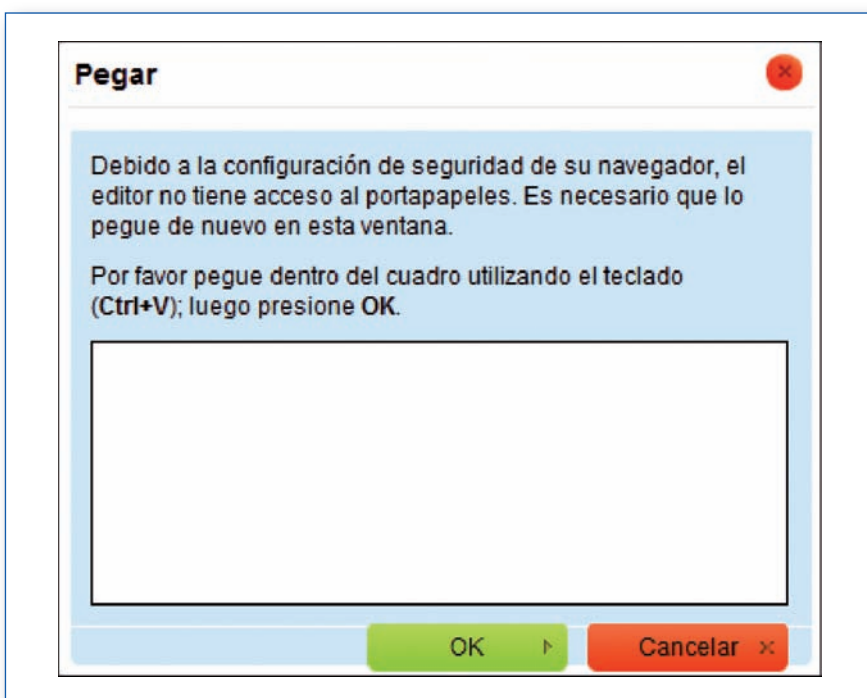 Pegar
Debido a la configuración de seguridad de su navegador, el
editor no tiene acceso al portapapeles. Es necesario que lo
pegue de nuevo en esta ventana.
Por favor pegue dentro del cuadro utilizando el teclado
(Ctrl+V); luego presione OK.
OK
Cancelar